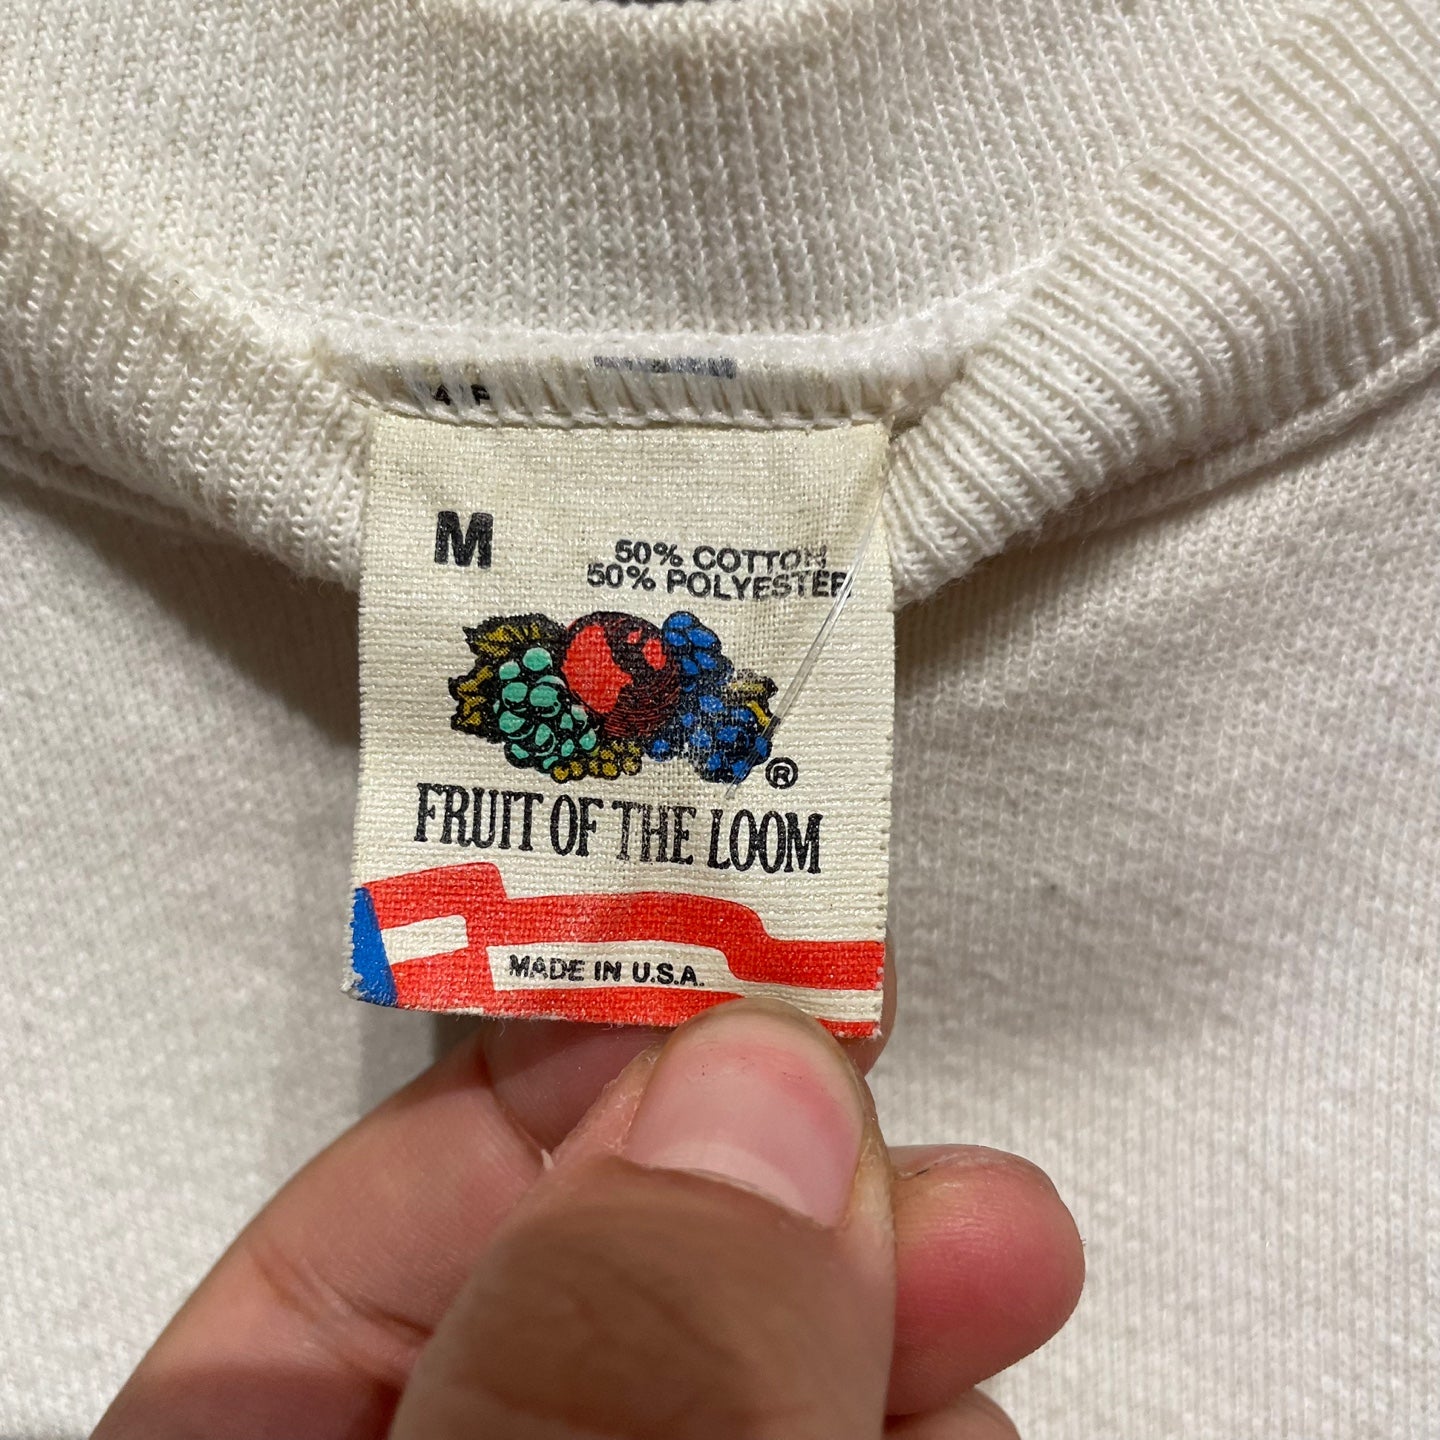 M
50% COTTON
50% POLYESTER
®
FRUIT OF THE LOOM
MADE IN U.S.A.